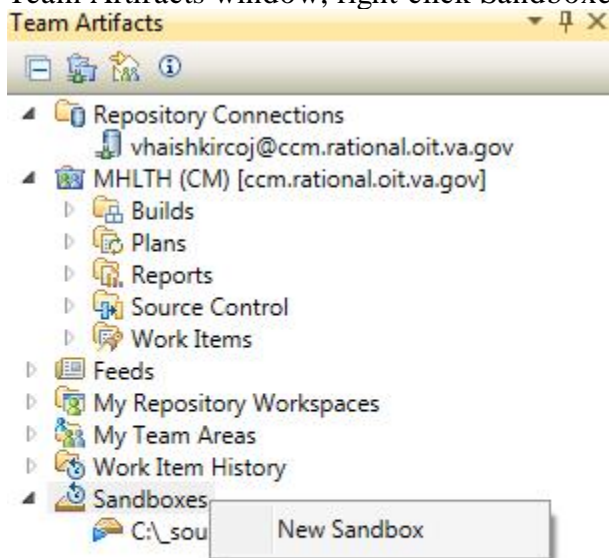 Team Artifacts window, right click Sandboxes
Team Artifacts
Repository Connections
vhaishkircoj@ccm.rational.oit.va.gov
MHLTH (CM) [ccm.rational.oit.va.gov]
Builds
Plans
Reports
Source Control
Work Items
Feeds
My Repository Workspaces
My Team Areas
Work Item History
Sandboxes
C:\_sou
New Sandbox